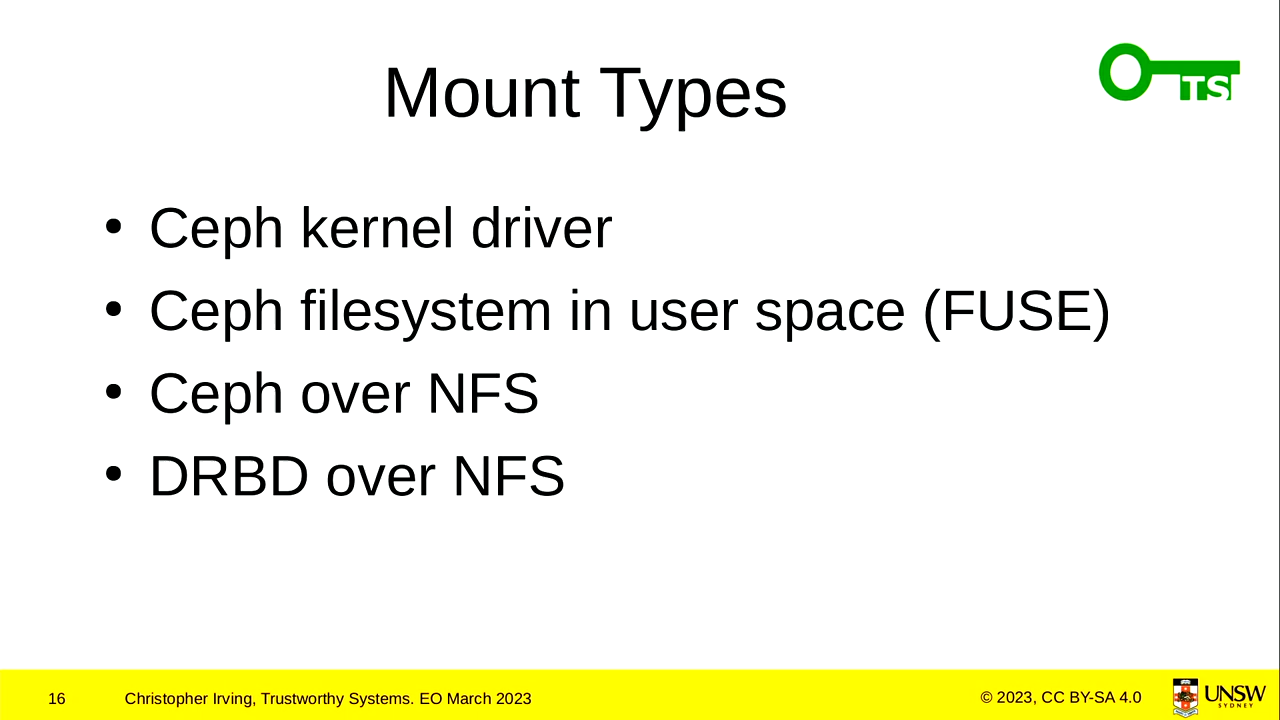 Mount Types
TS
• Ceph kernel driver
• Ceph filesystem in user space (FUSE)
• Ceph over NFS
• DRBD over NFS
16
Christopher Irving, Trustworthy Systems. EO March 2023
© 2023, CC BY-SA 4.0
UNSW
SYDNEY